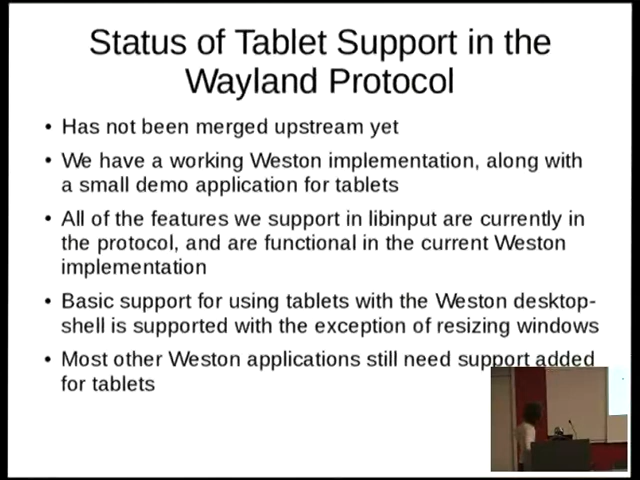 Status of Tablet Support in the
Wayland Protocol
• Has not been merged upstream yet
• We have a working Weston implementation, along with
a small demo application for tablets
• All of the features we support in libinput are currently in
the protocol, and are functional in the current Weston
implementation
• Basic support for using tablets with the Weston desktop-
shell is supported with the exception of resizing windows
• Most other Weston applications still need support added
for tablets